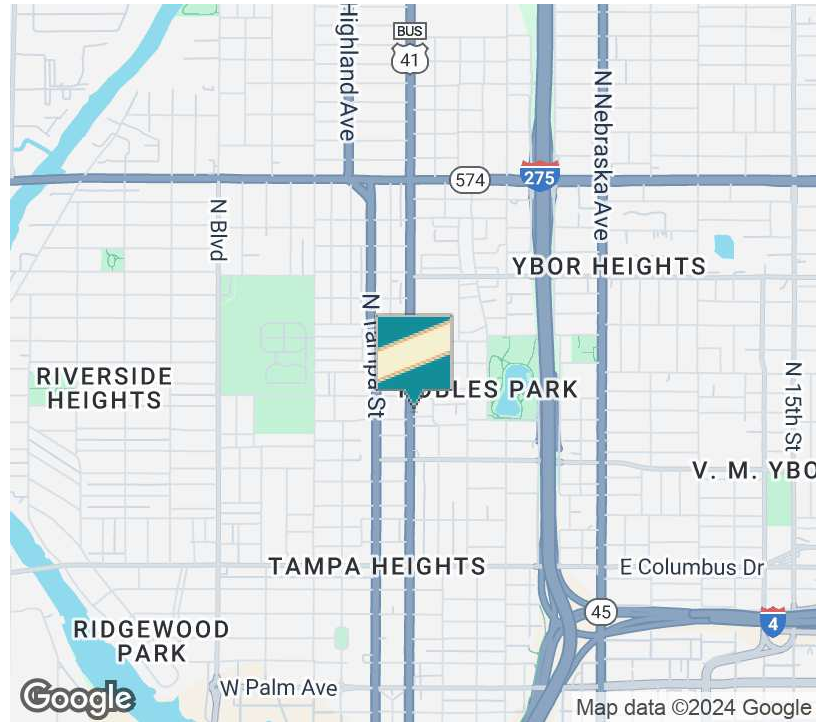 Highland Ave
BUS
41
N Nebraska Ave
574
275
N Blvd
YBOR HEIGHTS
N Tampa St
RIVERSIDE
HEIGHTS
ROBLES PARK
N 15th St
V. M. YBO
TAMPA HEIGHTS
E Columbus Dr
45
4
RIDGEWOOD
PARK
W Palm Ave
Google
Map data ©2024 Google